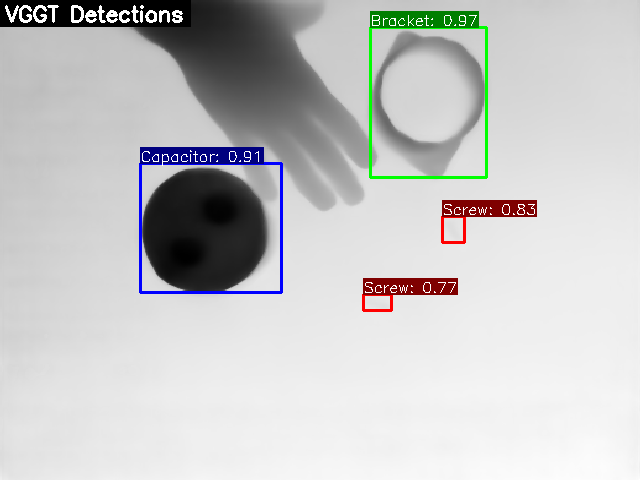 VGGT Detections
Bracket: 0.97
Capacitor: 0.91
Screw: 0.83
Screw: 0.77